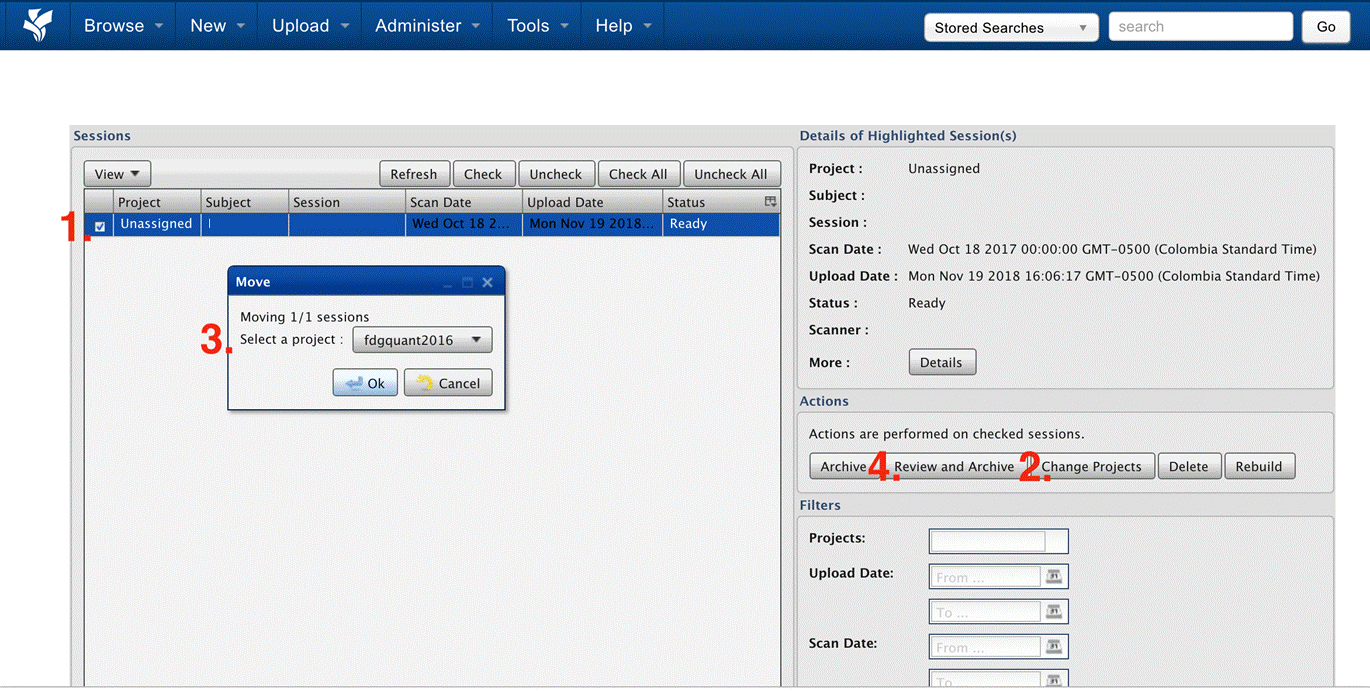 Browse New Upload Administer Tools Help Stored Searches search Go
Sessions
View Refresh Check Uncheck Check All Uncheck All
Project Subject Session Scan Date Upload Date Status
1. Unassigned Wed Oct 18 2... Mon Nov 19 2018... Ready
Move
Moving 1/1 sessions
3. Select a project : fdgquant2016
Ok Cancel
Details of Highlighted Session(s)
Project : Unassigned
Subject :
Session :
Scan Date : Wed Oct 18 2017 00:00:00 GMT-0500 (Colombia Standard Time)
Upload Date : Mon Nov 19 2018 16:06:17 GMT-0500 (Colombia Standard Time)
Status : Ready
Scanner :
More : Details
Actions
Actions are performed on checked sessions.
Archive 4. Review and Archive 2. Change Projects Delete Rebuild
Filters
Projects:
Upload Date: From ...
To ...
Scan Date: From ...
To ...